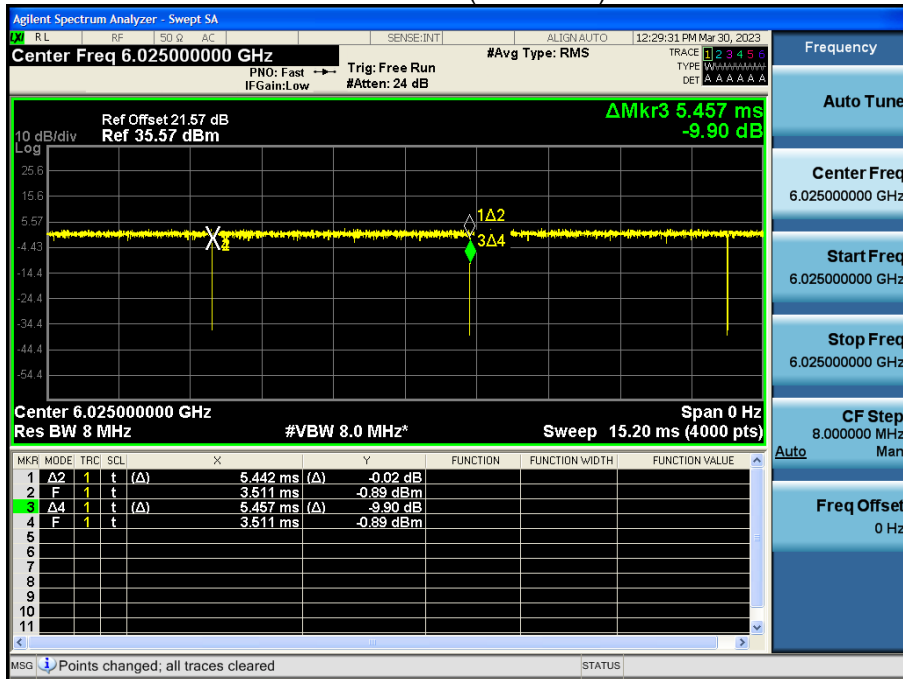 Agilent Spectrum Analyzer - Swept SA
LXI RL RF 50 Ω AC SENSE:INT ALIGN AUTO 12:29:31 PM Mar 30, 2023
Center Freq 6.025000000 GHz #Avg Type: RMS TRACE 1 2 3 4 5 6
PNO: Fast Trig: Free Run TYPE
IFGain:Low #Atten: 24 dB DET A A A A A A
Frequency
Auto Tune
Center Freq
6.025000000 GHz
Start Freq
6.025000000 GHz
Stop Freq
6.025000000 GHz
CF Step
8.000000 MHz
Auto Man
Freq Offset
0 Hz
Ref Offset 21.57 dB ΔMkr3 5.457 ms
10 dB/div Ref 35.57 dBm -9.90 dB
Log
25.6
15.6
5.57
-4.43
-14.4
-24.4
-34.4
-44.4
-54.4
1Δ2
3Δ4
Center 6.025000000 GHz Span 0 Hz
Res BW 8 MHz #VBW 8.0 MHz* Sweep 15.20 ms (4000 pts)
MKR MODE TRC SCL X Y FUNCTION FUNCTION WIDTH FUNCTION VALUE
1 Δ2 1 t (Δ) 5.442 ms (Δ) -0.02 dB
2 F 1 t 3.511 ms -0.89 dBm
3 Δ4 1 t (Δ) 5.457 ms (Δ) -9.90 dB
4 F 1 t 3.511 ms -0.89 dBm
5
6
7
8
9
10
11
MSG Points changed; all traces cleared STATUS